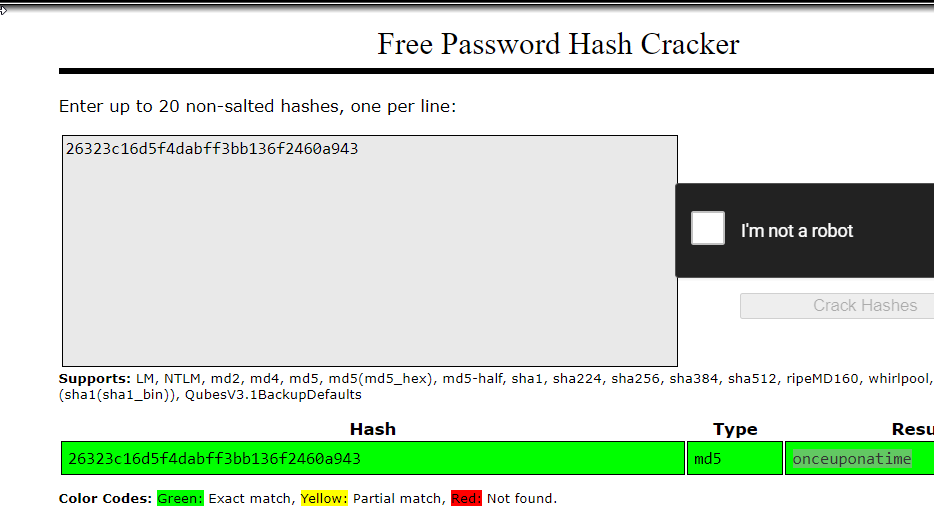 Free Password Hash Cracker
Enter up to 20 non-salted hashes, one per line:
26323c16d5f4dabff3bb136f2460a943
I'm not a robot
Crack Hashes
Supports: LM, NTLM, md2, md4, md5, md5(md5_hex), md5-half, sha1, sha224, sha256, sha384, sha512, ripeMD160, whirlpool,
(sha1(sha1_bin)), QubesV3.1BackupDefaults
Hash Type Resu
26323c16d5f4dabff3bb136f2460a943 md5 onceuponatime
Color Codes: Green: Exact match, Yellow: Partial match, Red: Not found.